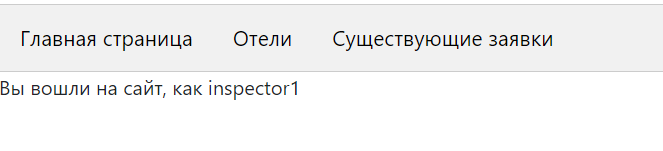 Главная страница Отели Существующие заявки
Вы вошли на сайт, как inspector1